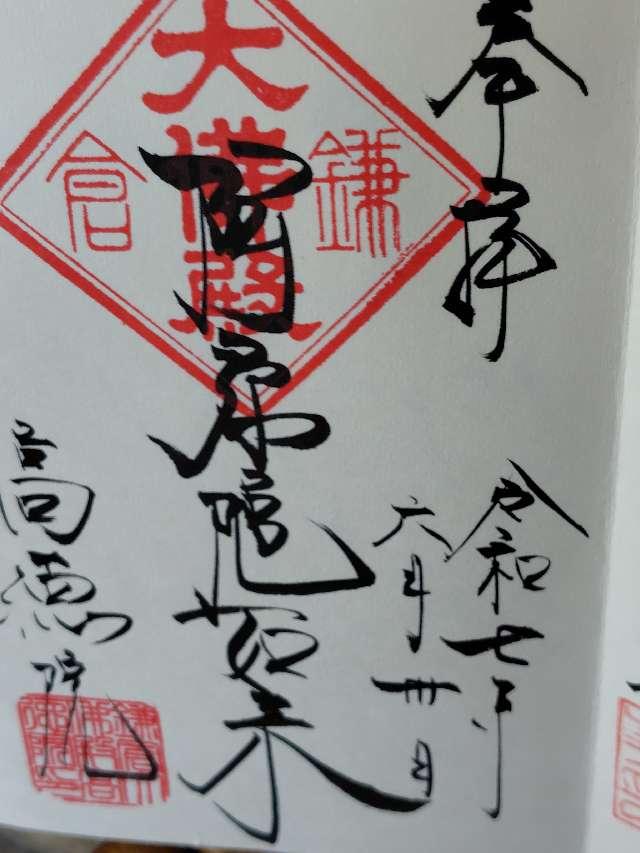 奉拝
令和七年
六月卅日
鎌倉
大佛殿
阿弥陀如来
高徳院